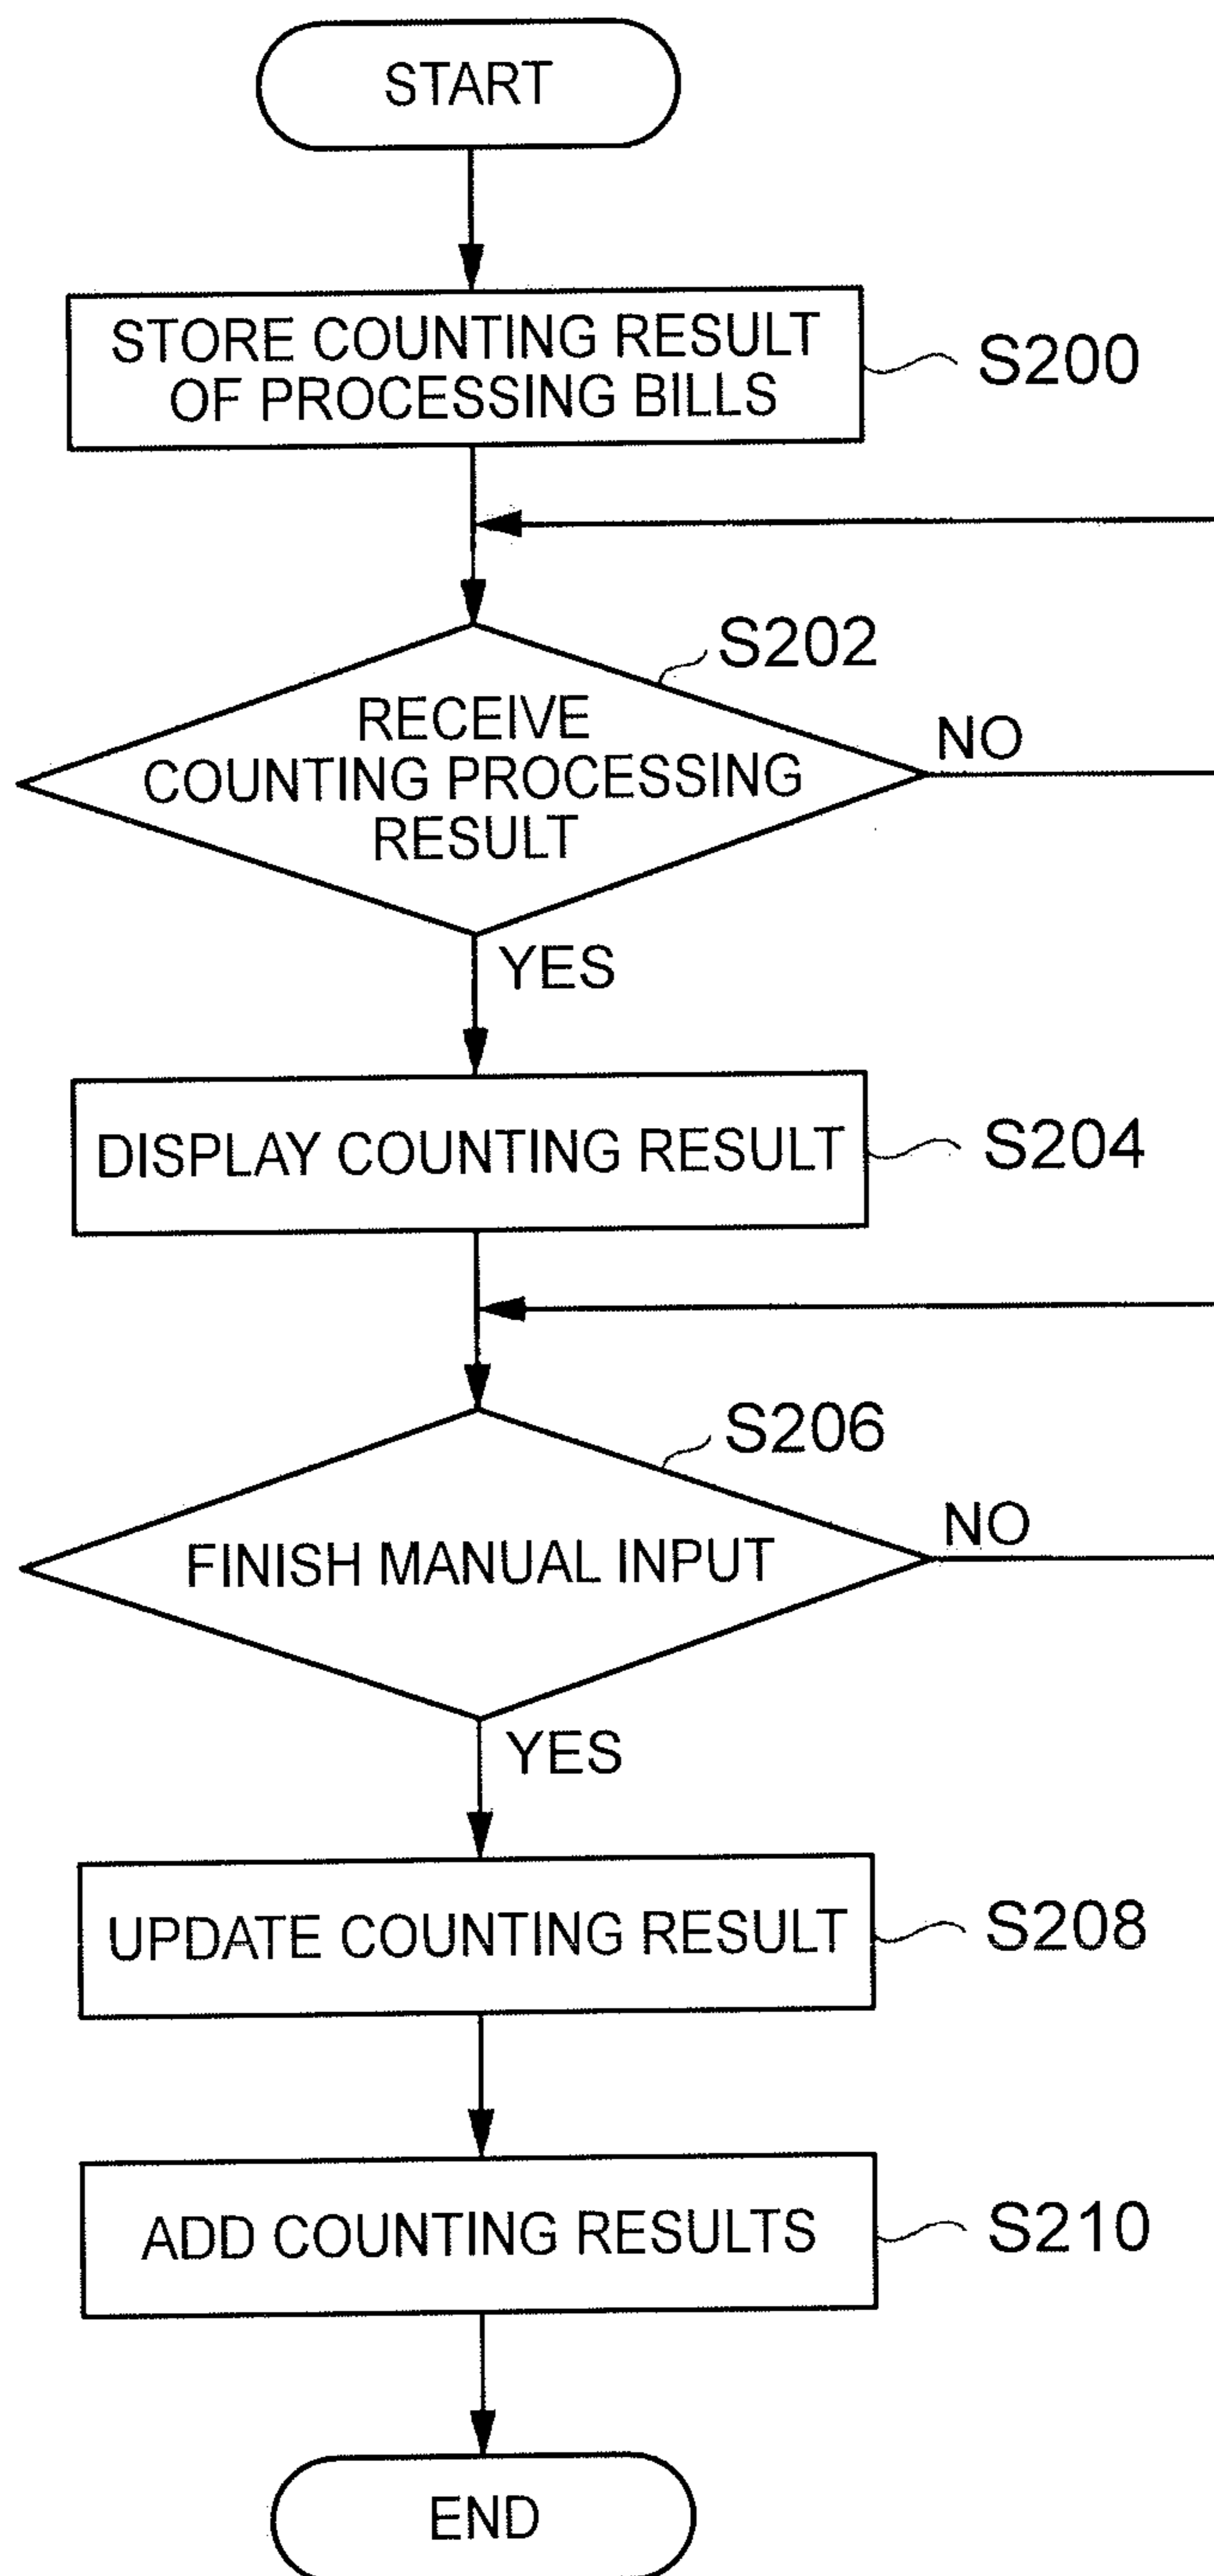 START
STORE COUNTING RESULT
OF PROCESSING BILLS
S200
S202
RECEIVE
COUNTING PROCESSING
RESULT
NO
YES
DISPLAY COUNTING RESULT
S204
S206
FINISH MANUAL INPUT
NO
YES
UPDATE COUNTING RESULT
S208
ADD COUNTING RESULTS
S210
END